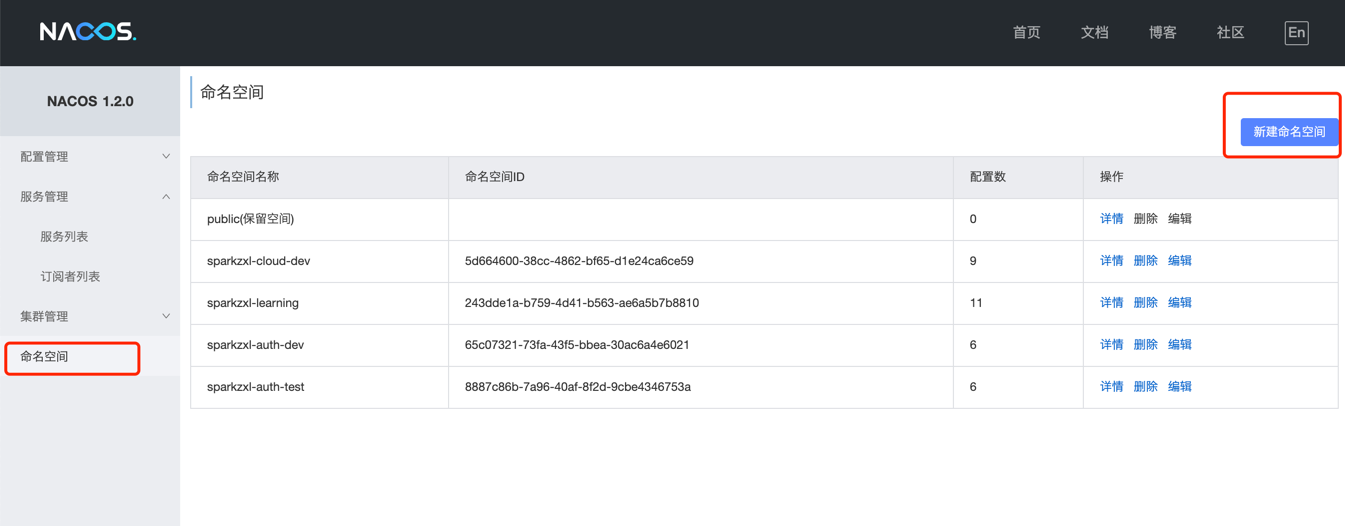 NACOS.
首页 文档 博客 社区 En
NACOS 1.2.0
配置管理
服务管理
服务列表
订阅者列表
集群管理
命名空间
命名空间
新建命名空间
命名空间名称 命名空间ID 配置数 操作
public(保留空间) 0 详情 删除 编辑
sparkzxl-cloud-dev 5d664600-38cc-4862-bf65-d1e24ca6ce59 9 详情 删除 编辑
sparkzxl-learning 243dde1a-b759-4d41-b563-ae6a5b7b8810 11 详情 删除 编辑
sparkzxl-auth-dev 65c07321-73fa-43f5-bbea-30ac6a4e6021 6 详情 删除 编辑
sparkzxl-auth-test 8887c86b-7a96-40af-8f2d-9cbe4346753a 6 详情 删除 编辑